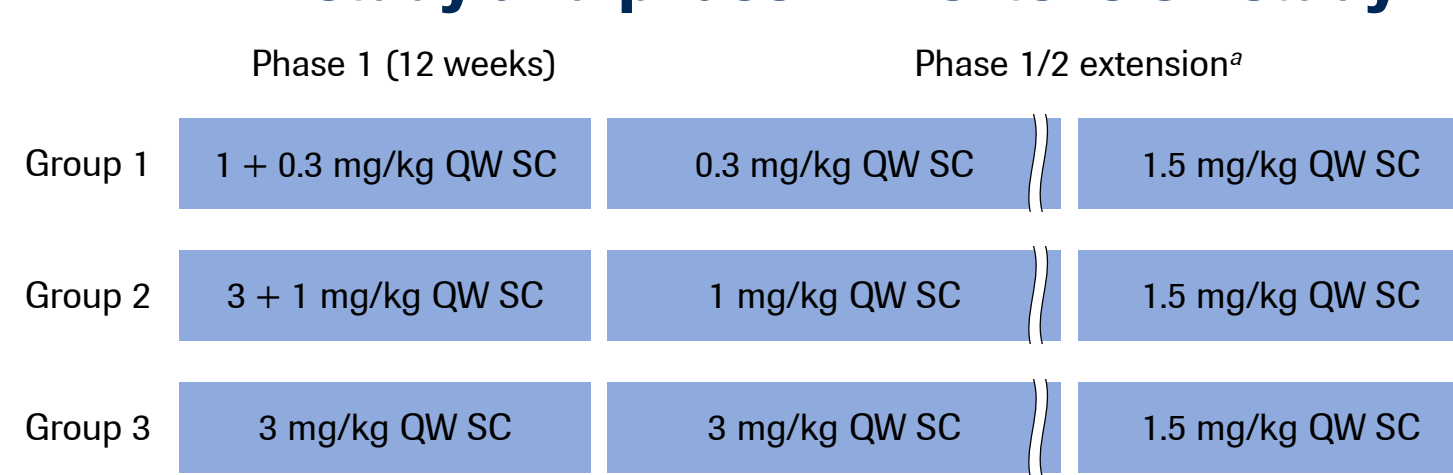 Phase 1 (12 weeks) Phase 1/2 extensionª
Group 1 1 + 0.3 mg/kg QW SC 0.3 mg/kg QW SC 1.5 mg/kg QW SC
Group 2 3 + 1 mg/kg QW SC 1 mg/kg QW SC 1.5 mg/kg QW SC
Group 3 3 mg/kg QW SC 3 mg/kg QW SC 1.5 mg/kg QW SC